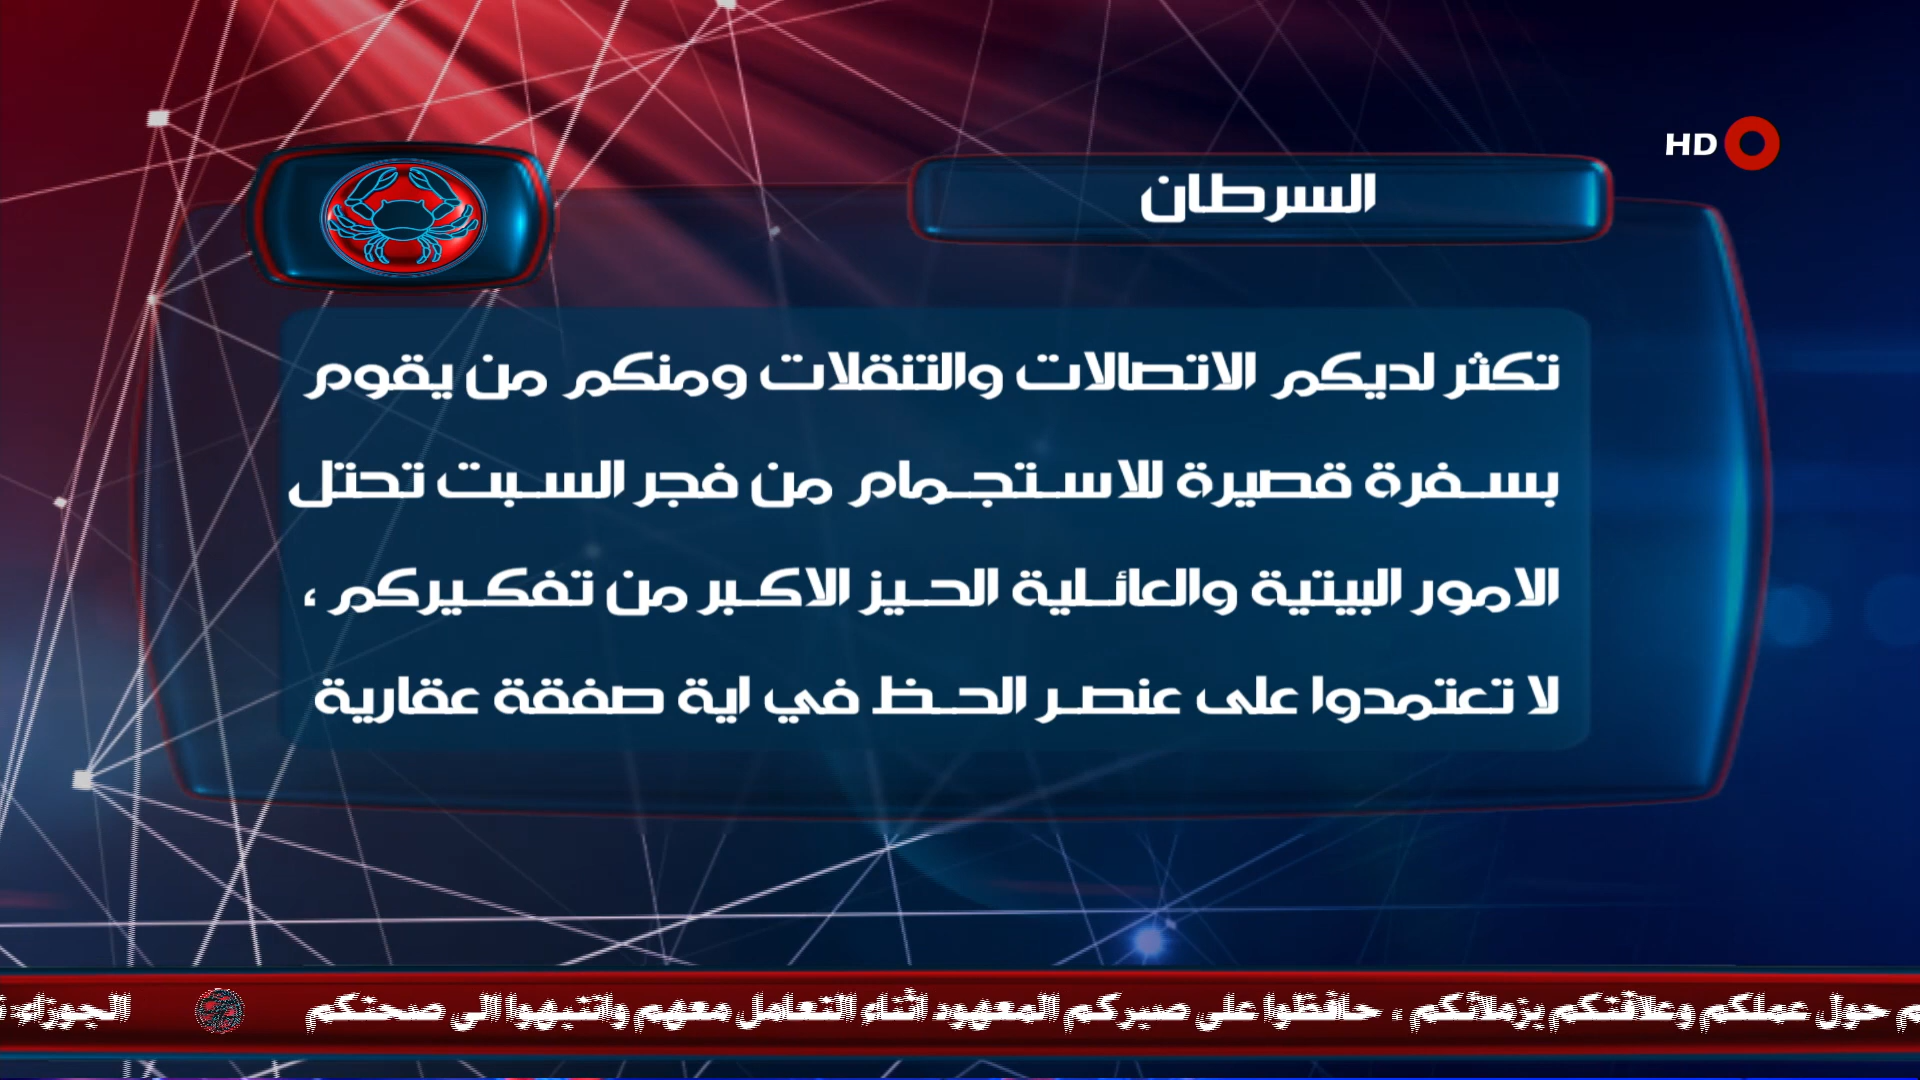 HD
السرطان
تكثر لديكم الاتصالات والتنقلات ومنكم من يقوم
بسفرة قصيرة للاستجمام من فجر السبت تحتل
الامور البيتية والعائلية الحيز الاكبر من تفكيركم ،
لا تعتمدوا على عنصر الحظ في اية صفقة عقارية
حول عملكم وعلاقتكم بزملائكم ، حافظوا على صبركم المعهود اثناء التعامل معهم وانتبهوا الى صحتكم الجوزاء: